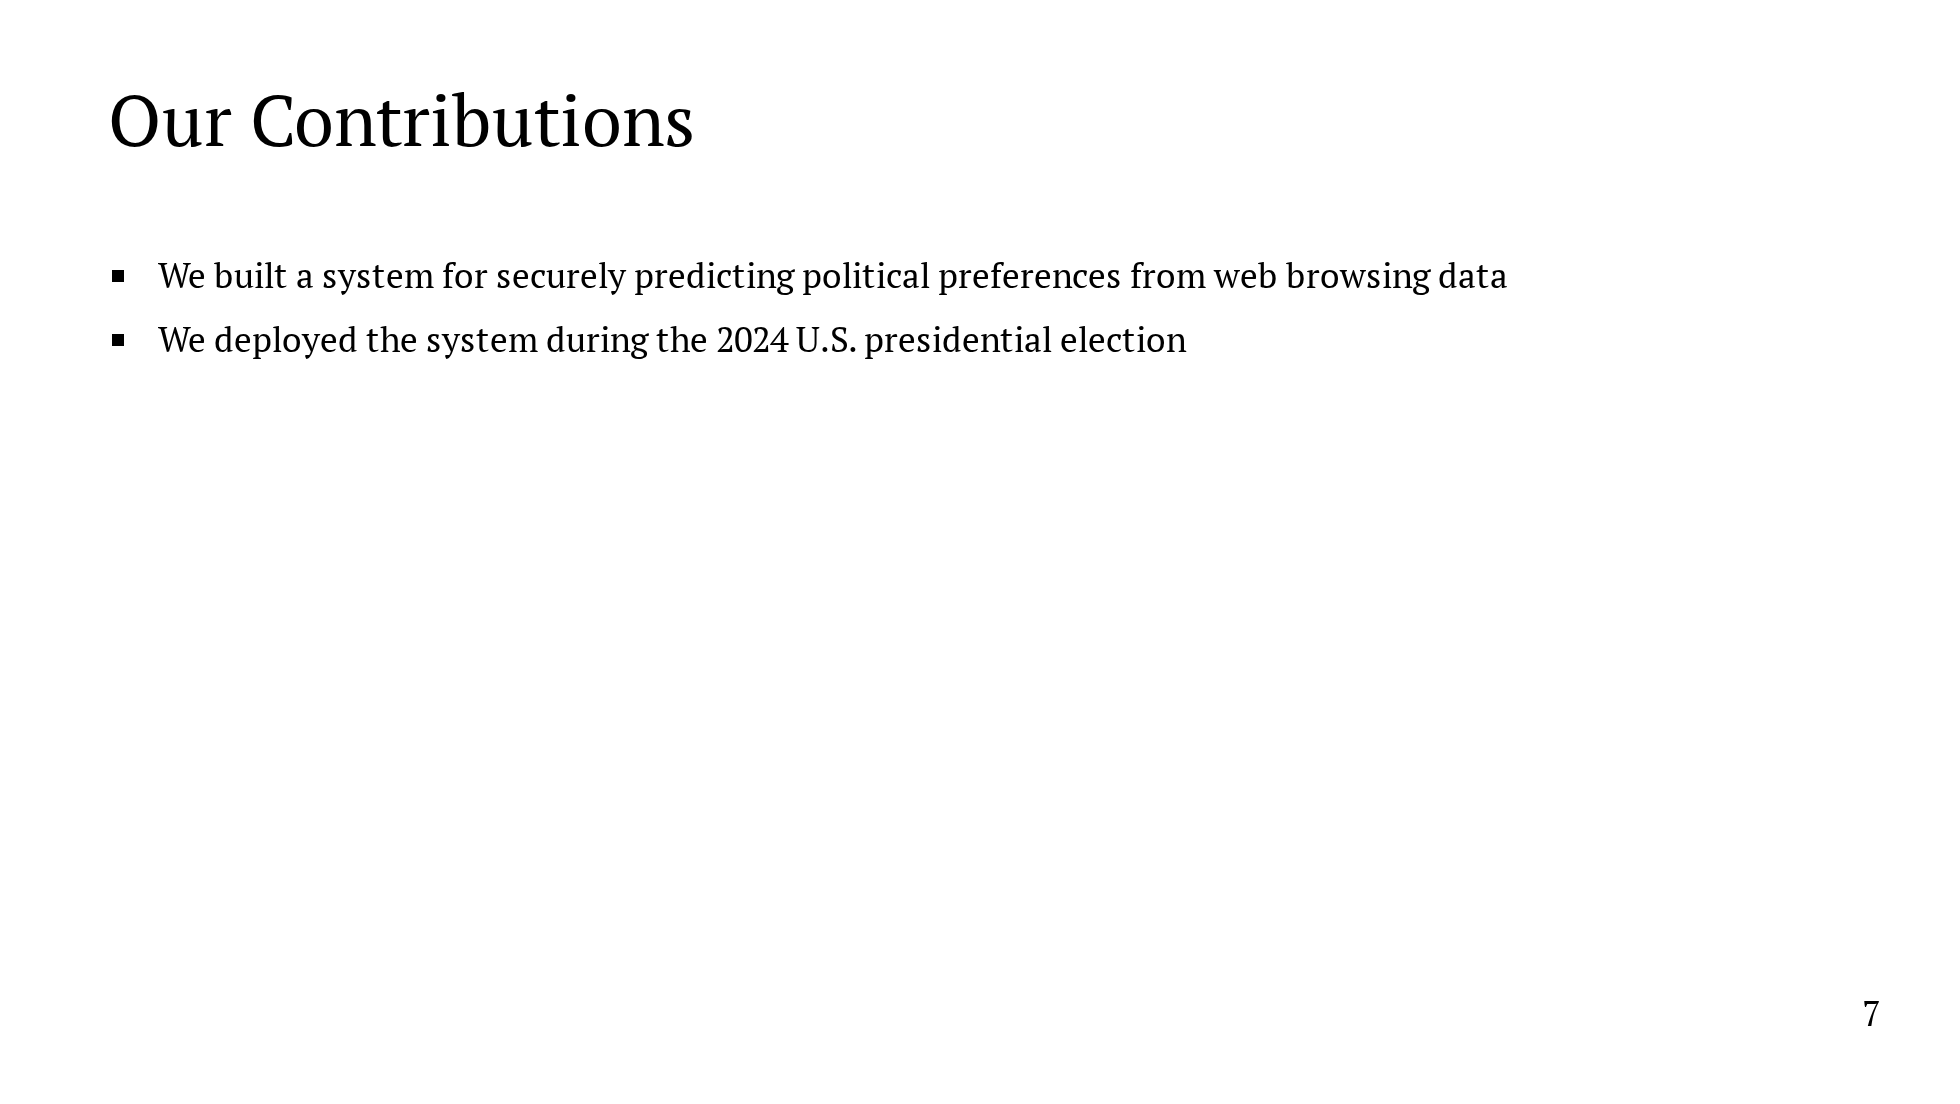 Our Contributions
▪ We built a system for securely predicting political preferences from web browsing data
▪ We deployed the system during the 2024 U.S. presidential election
7